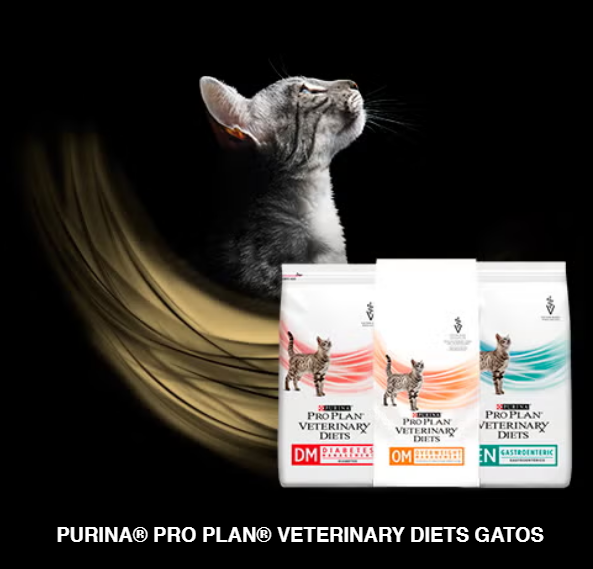 PURINA
PRO PLAN®
VETERINARY
DIETS
DM DIABETES
MANAGEMENT
PURINA
PRO PLAN®
VETERINARY
DIETS
OM OVERWEIGHT
MANAGEMENT
PURINA
PRO PLAN®
VETERINARY
DIETS
EN GASTROENTERIC
PURINA® PRO PLAN® VETERINARY DIETS GATOS